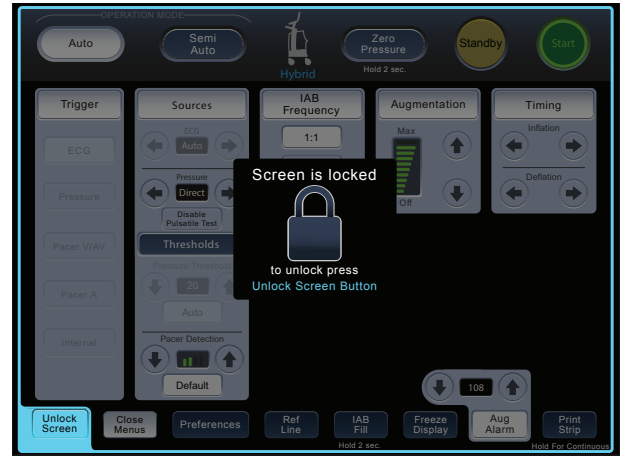 OPERATION MODE
Auto
Semi
Auto
Hybrid
Zero
Pressure
Hold 2 sec.
Standby
Start
Trigger
ECG
Pressure
Pacer V/AV
Pacer A
Internal
Sources
ECG
Auto
Pressure
Direct
Disable
Pulsatile Test
Thresholds
Pressure Threshold
20
Auto
Pacer Detection
Default
IAB
Frequency
1:1
Augmentation
Max
Off
Timing
Inflation
Deflation
Screen is locked
to unlock press
Unlock Screen Button
108
Unlock
Screen
Close
Menus
Preferences
Ref
Line
IAB
Fill
Hold 2 sec.
Freeze
Display
Aug
Alarm
Print
Strip
Hold For Continuous